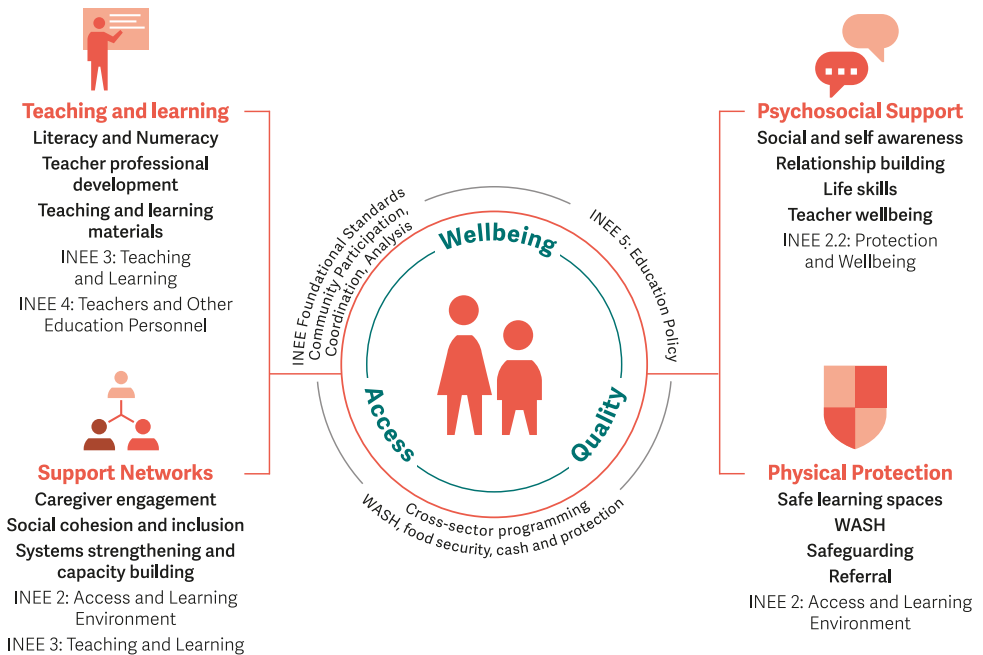 Teaching and learning
Literacy and Numeracy
Teacher professional
development
Teaching and learning
materials
INEE 3: Teaching
and Learning
INEE 4: Teachers and Other
Education Personnel
Support Networks
Caregiver engagement
Social cohesion and inclusion
Systems strengthening and
capacity building
INEE 2: Access and Learning
Environment
INEE 3: Teaching and Learning
INEE Foundational Standards
Community Participation,
Coordination, Analysis
INEE 5: Education Policy
Wellbeing
Access
Quality
Cross-sector programming
WASH, food security, cash and protection
Psychosocial Support
Social and self awareness
Relationship building
Life skills
Teacher wellbeing
INEE 2.2: Protection
and Wellbeing
Physical Protection
Safe learning spaces
WASH
Safeguarding
Referral
INEE 2: Access and Learning
Environment